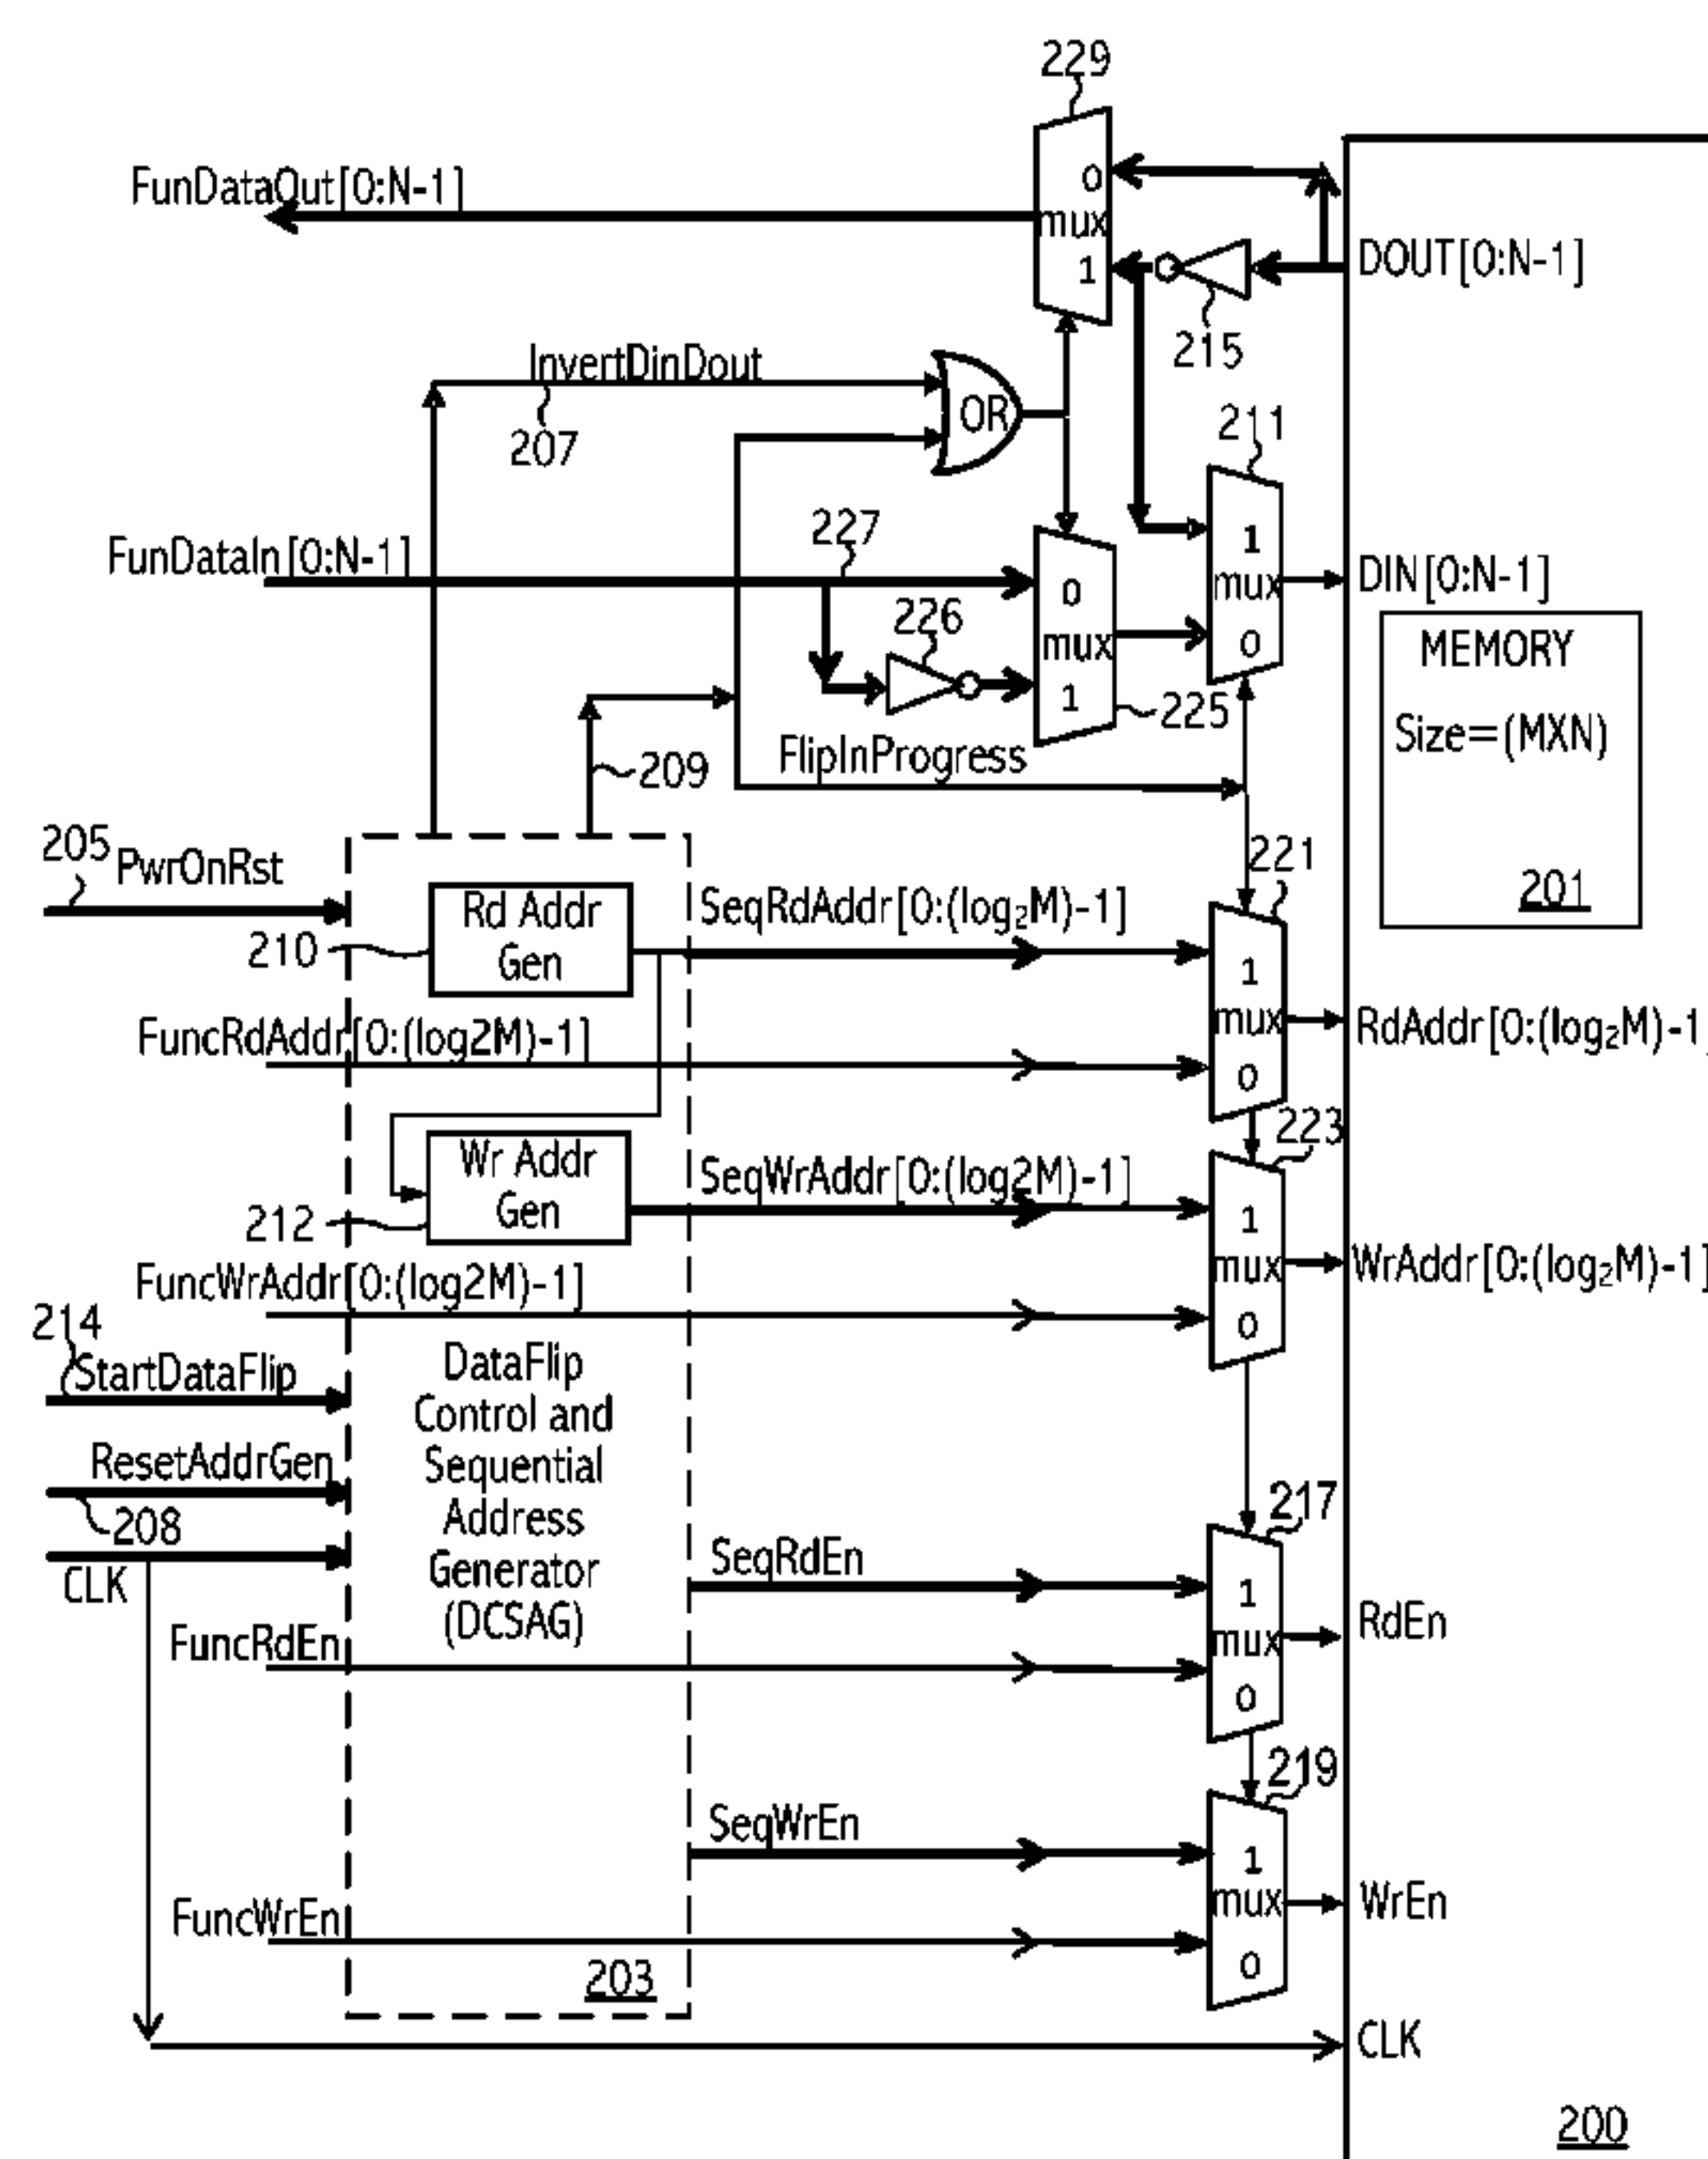 229
FunDataOut[0:N-1]
0
mux
1
DOUT[0:N-1]
215
InvertDinDout
207
OR
211
FunDataIn[0:N-1]
227
226
0
mux
1
225
1
mux
0
DIN[0:N-1]
MEMORY
Size=(MXN)
201
209
FlipInProgress
205
PwrOnRst
221
Rd Addr
Gen
210
SeqRdAddr[0:(log₂M)-1]
1
mux
0
RdAddr[0:(log₂M)-1
FuncRdAddr[0:(log2M)-1]
223
Wr Addr
Gen
212
SeqWrAddr[0:(log2M)-1]
1
mux
0
WrAddr[0:(log₂M)-1]
FuncWrAddr[0:(log2M)-1]
214
StartDataFlip
ResetAddrGen
208
CLK
DataFlip
Control and
Sequential
Address
Generator
(DCSAG)
217
SeqRdEn
1
mux
0
RdEn
FuncRdEn
219
SeqWrEn
1
mux
0
WrEn
FuncWrEn
203
CLK
200